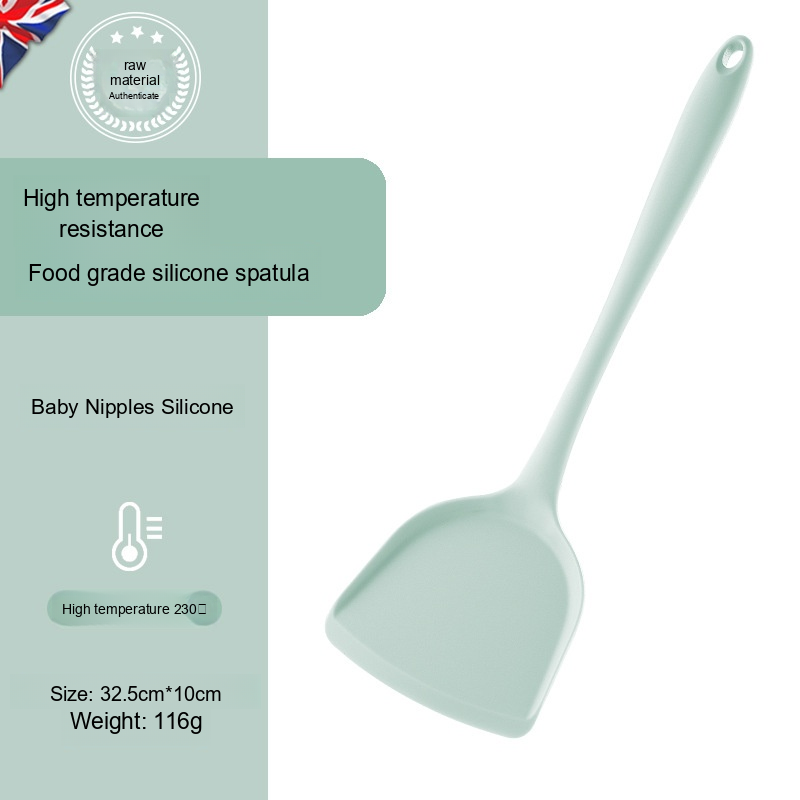 raw
material
Authenticate
High temperature
resistance
Food grade silicone spatula
Baby Nipples Silicone
High temperature 230□
Size: 32.5cm*10cm
Weight: 116g